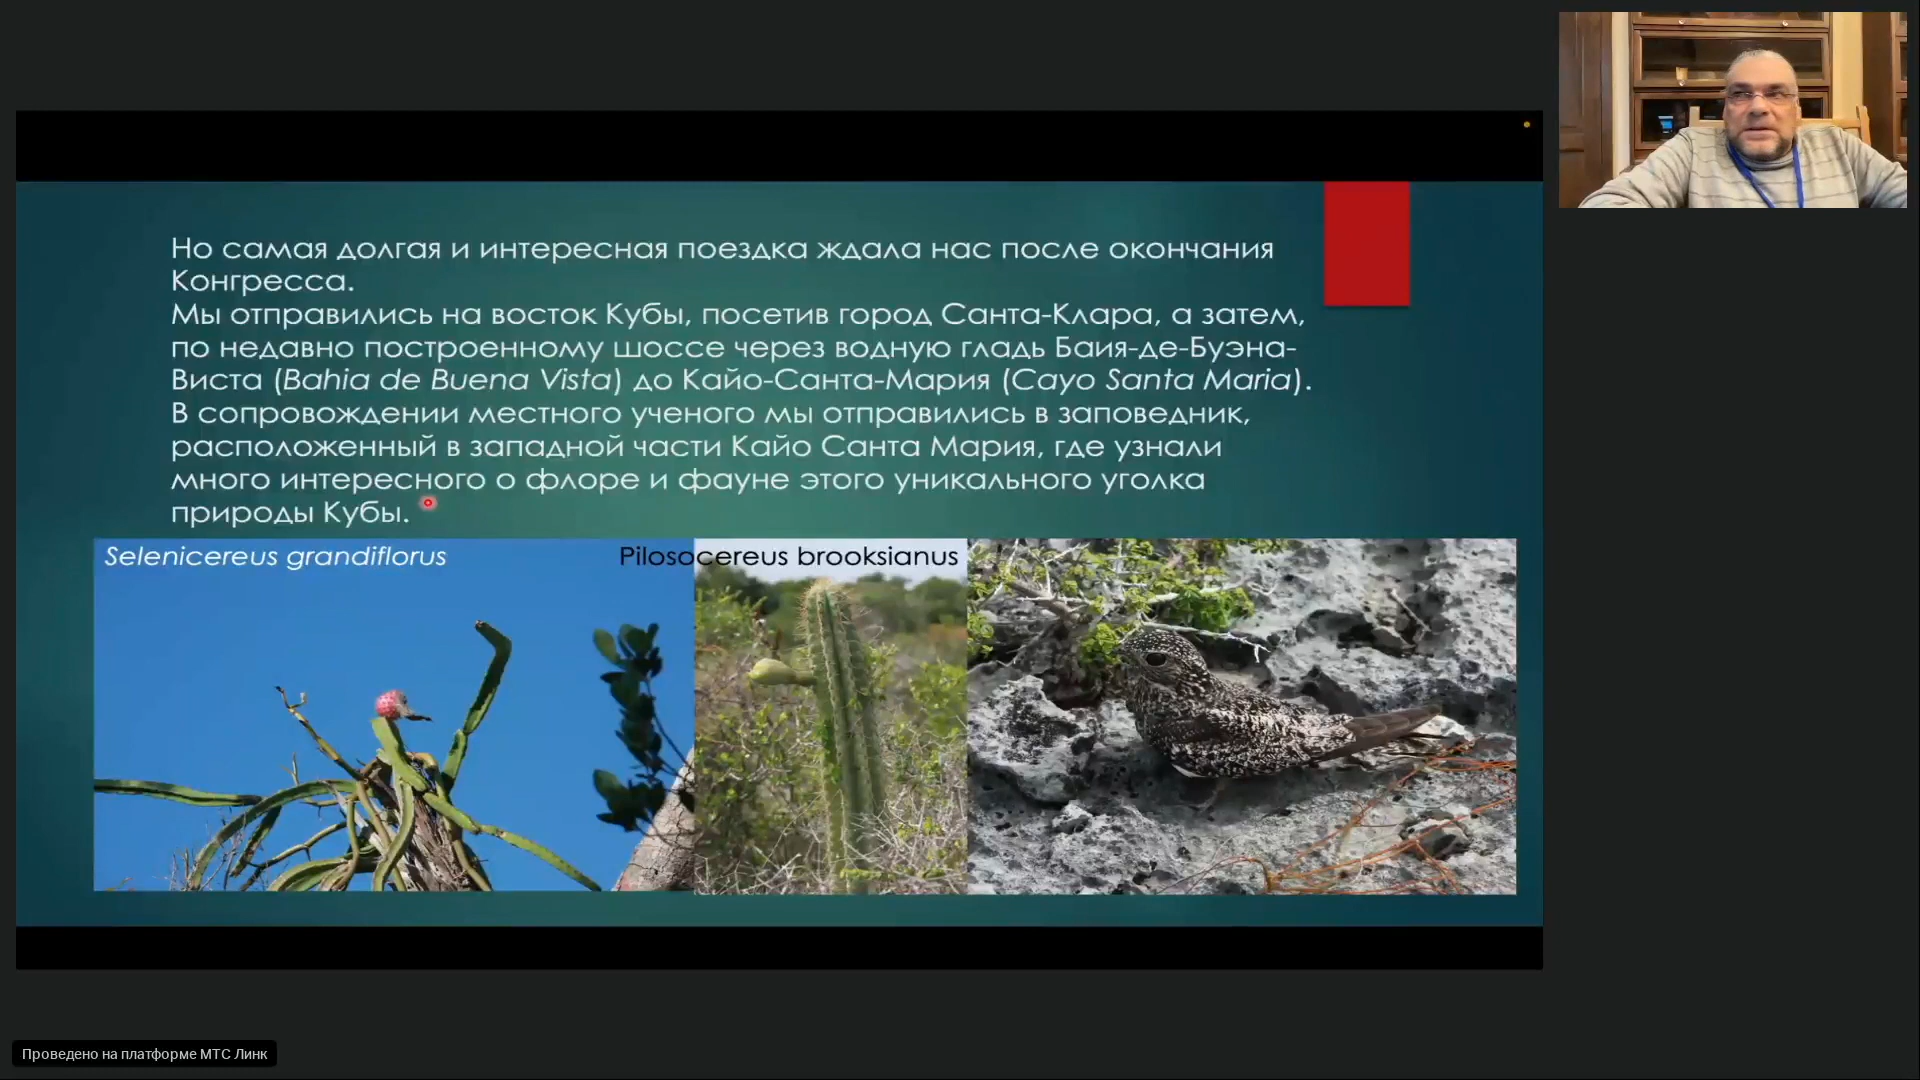 Но самая долгая и интересная поездка ждала нас после окончания
Конгресса.
Мы отправились на восток Кубы, посетив город Санта-Клара, а затем,
по недавно построенному шоссе через водную гладь Баия-де-Буэна-
Виста (Bahia de Buena Vista) до Кайо-Санта-Мария (Cayo Santa Maria).
В сопровождении местного ученого мы отправились в заповедник,
расположенный в западной части Кайо Санта Мария, где узнали
много интересного о флоре и фауне этого уникального уголка
природы Кубы.
Selenicereus grandiflorus
Pilosocereus brooksianus
Проведено на платформе МТС Линк